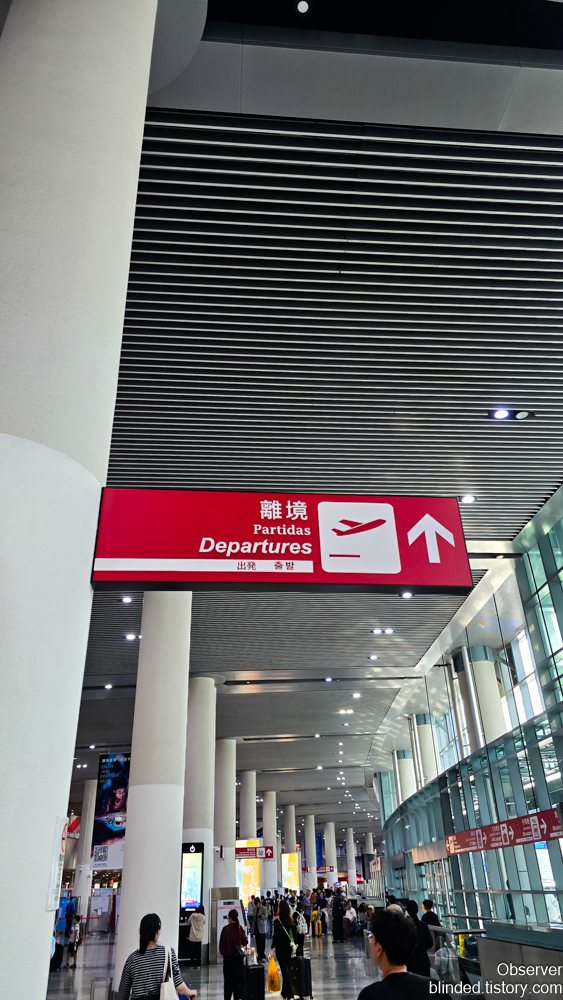 離境
Partidas
Departures
出発 출발
Observer
blinded.tistory.com